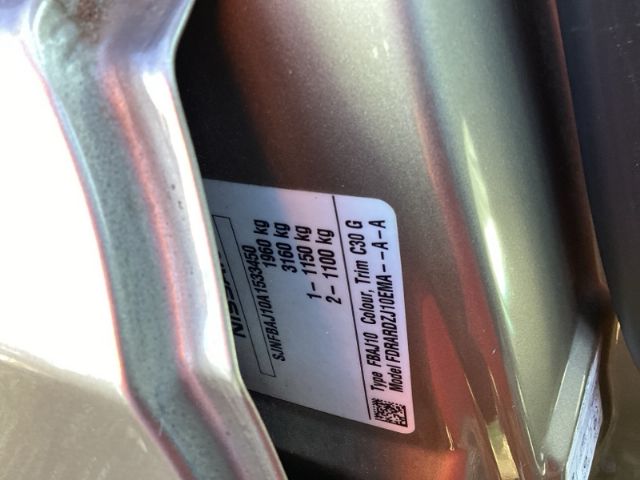 SJNFBAJ10A1533450
1960 kg
3160 kg
1– 1150 kg
2– 1100 kg
Type FBAJ10 Colour, Trim C30 G
Model FDRARDZJ10EMA--A-A